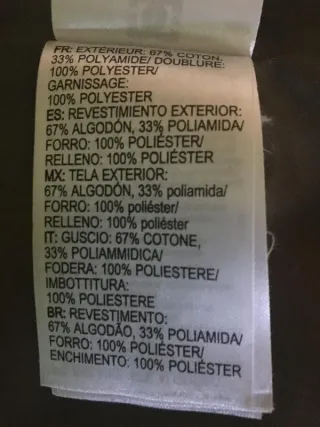 FR: EXTÉRIEUR: 67% COTON,
33% POLYAMIDE/ DOUBLURE:
100% POLYESTER/
GARNISSAGE:
100% POLYESTER
ES: REVESTIMIENTO EXTERIOR:
67% ALGODÓN, 33% POLIAMIDA/
FORRO: 100% POLIÉSTER/
RELLENO: 100% POLIÉSTER
MX: TELA EXTERIOR:
67% ALGODÓN, 33% poliamida/
FORRO: 100% poliéster/
RELLENO: 100% poliéster
IT: GUSCIO: 67% COTONE,
33% POLIAMMIDICA/
FODERA: 100% POLIESTERE/
IMBOTTITURA:
100% POLIESTERE
BR: REVESTIMENTO:
67% ALGODÃO, 33% POLIAMIDA/
FORRO: 100% POLIÉSTER/
ENCHIMENTO: 100% POLIÉSTER